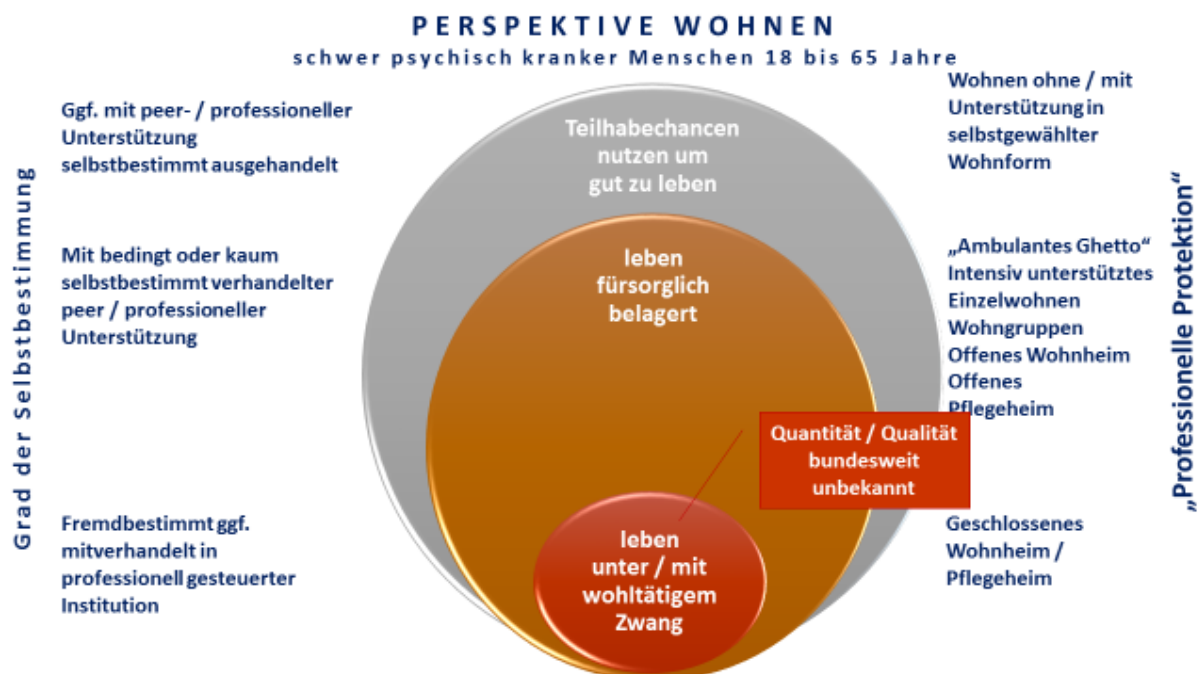 PERSPEKTIVE WOHNEN
schwer psychisch kranker Menschen 18 bis 65 Jahre
Grad der Selbstbestimmung
Ggf. mit peer- / professioneller
Unterstützung
selbstbestimmt ausgehandelt
Mit bedingt oder kaum
selbstbestimmt verhandelter
peer / professioneller
Unterstützung
Fremdbestimmt ggf.
mitverhandelt in
professionell gesteuerter
Institution
Teilhabechancen
nutzen um
gut zu leben
leben
fürsorglich
belagert
Quantität / Qualität
bundesweit
unbekannt
leben
unter / mit
wohltätigem
Zwang
Wohnen ohne / mit
Unterstützung in
selbstgewählter
Wohnform
„Ambulantes Ghetto“
Intensiv unterstütztes
Einzelwohnen
Wohngruppen
Offenes Wohnheim
Offenes
Pflegeheim
Geschlossenes
Wohnheim /
Pflegeheim
„Professionelle Protektion“